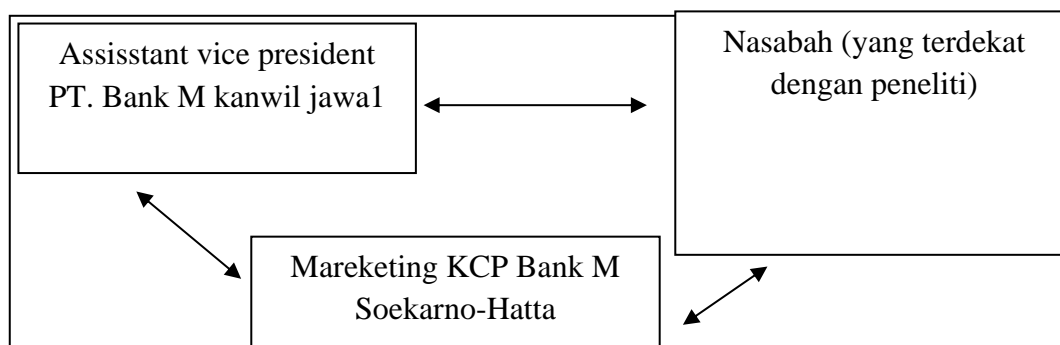 Assisstant vice president
PT. Bank M kanwil jawa1
Nasabah (yang terdekat
dengan peneliti)
Mareketing KCP Bank M
Soekarno-Hatta